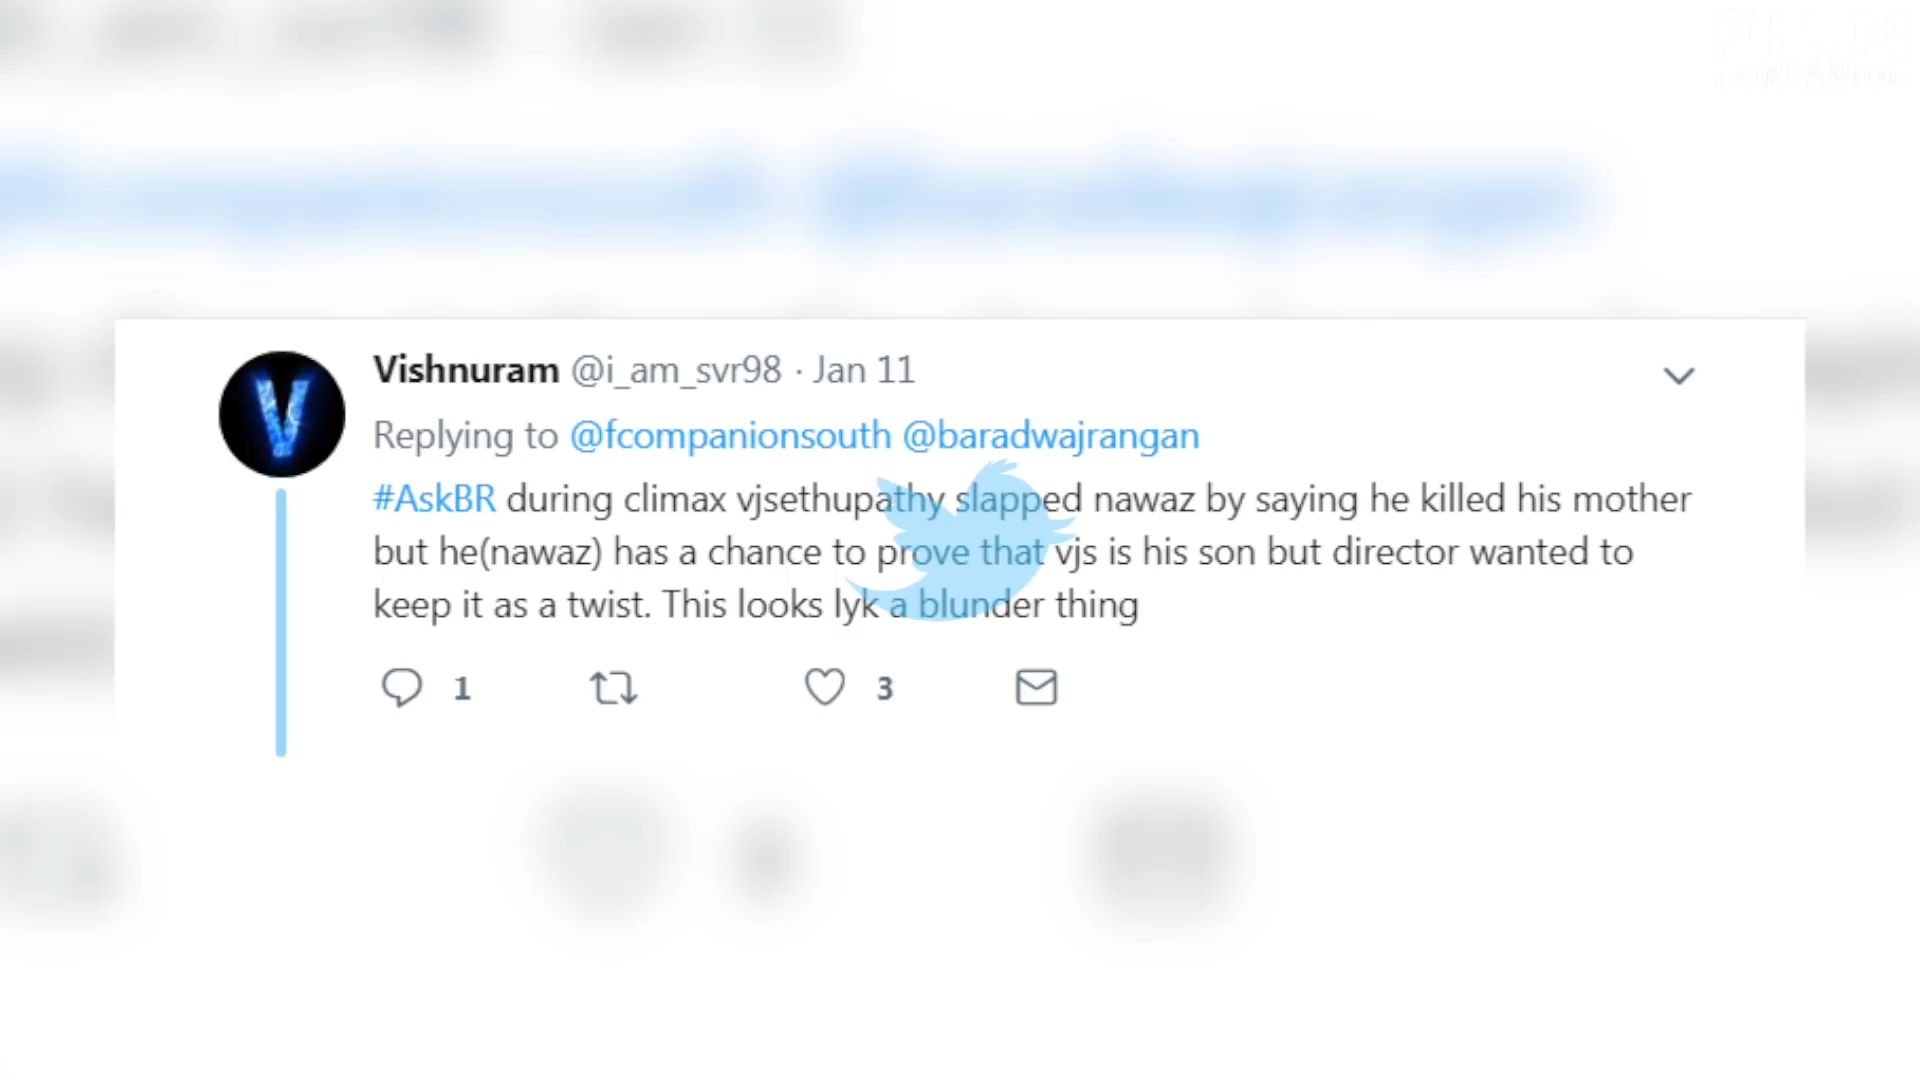 FILM
COMPANION
Vishnuram @i_am_svr98 · Jan 11
Replying to @fcompanionsouth @baradwajrangan
#AskBR during climax vjsethupathy slapped nawaz by saying he killed his mother
but he(nawaz) has a chance to prove that vjs is his son but director wanted to
keep it as a twist. This looks lyk a blunder thing
1 3